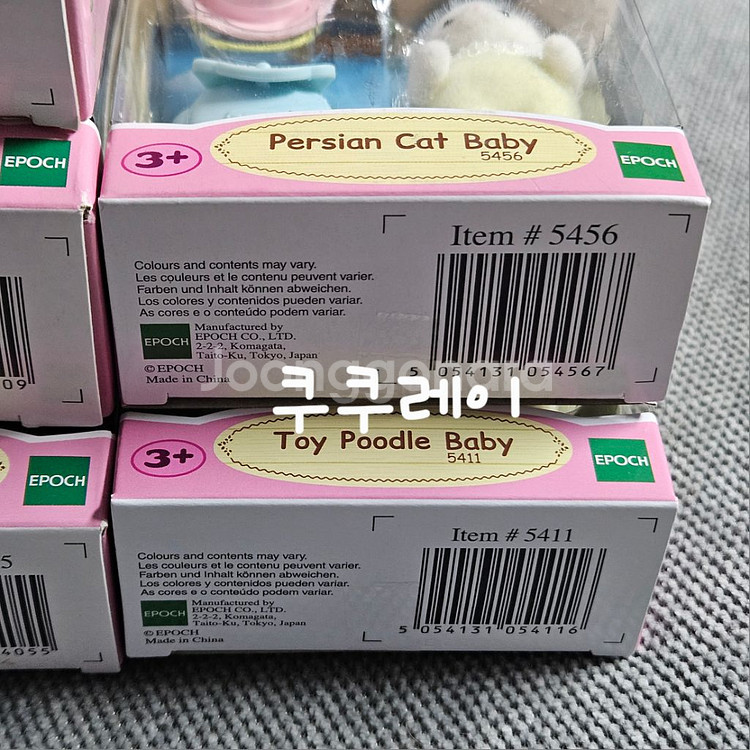 EPOCH
3+
Persian Cat Baby
5456
EPOCH
Item # 5456
Colours and contents may vary.
Les couleurs et le contenu peuvent varier.
Farben und Inhalt können abweichen.
Los colores y contenidos pueden variar.
As cores e o conteúdo podem variar.
EPOCH
Manufactured by
EPOCH CO., LTD.
2-2-2, Komagata,
Taito-Ku, Tokyo, Japan
© EPOCH
Made in China
5 054131 054567
09
Joonggonara
쿠쿠레이
3+
Toy Poodle Baby
5411
EPOCH
EPOCH
Item # 5411
5
Colours and contents may vary.
Les couleurs et le contenu peuvent varier.
Farben und Inhalt können abweichen.
Los colores y contenidos pueden variar.
As cores e o conteúdo podem variar.
EPOCH
Manufactured by
EPOCH CO., LTD.
2-2-2, Komagata,
Taito-Ku, Tokyo, Japan
© EPOCH
Made in China
5 054131 054116
4055